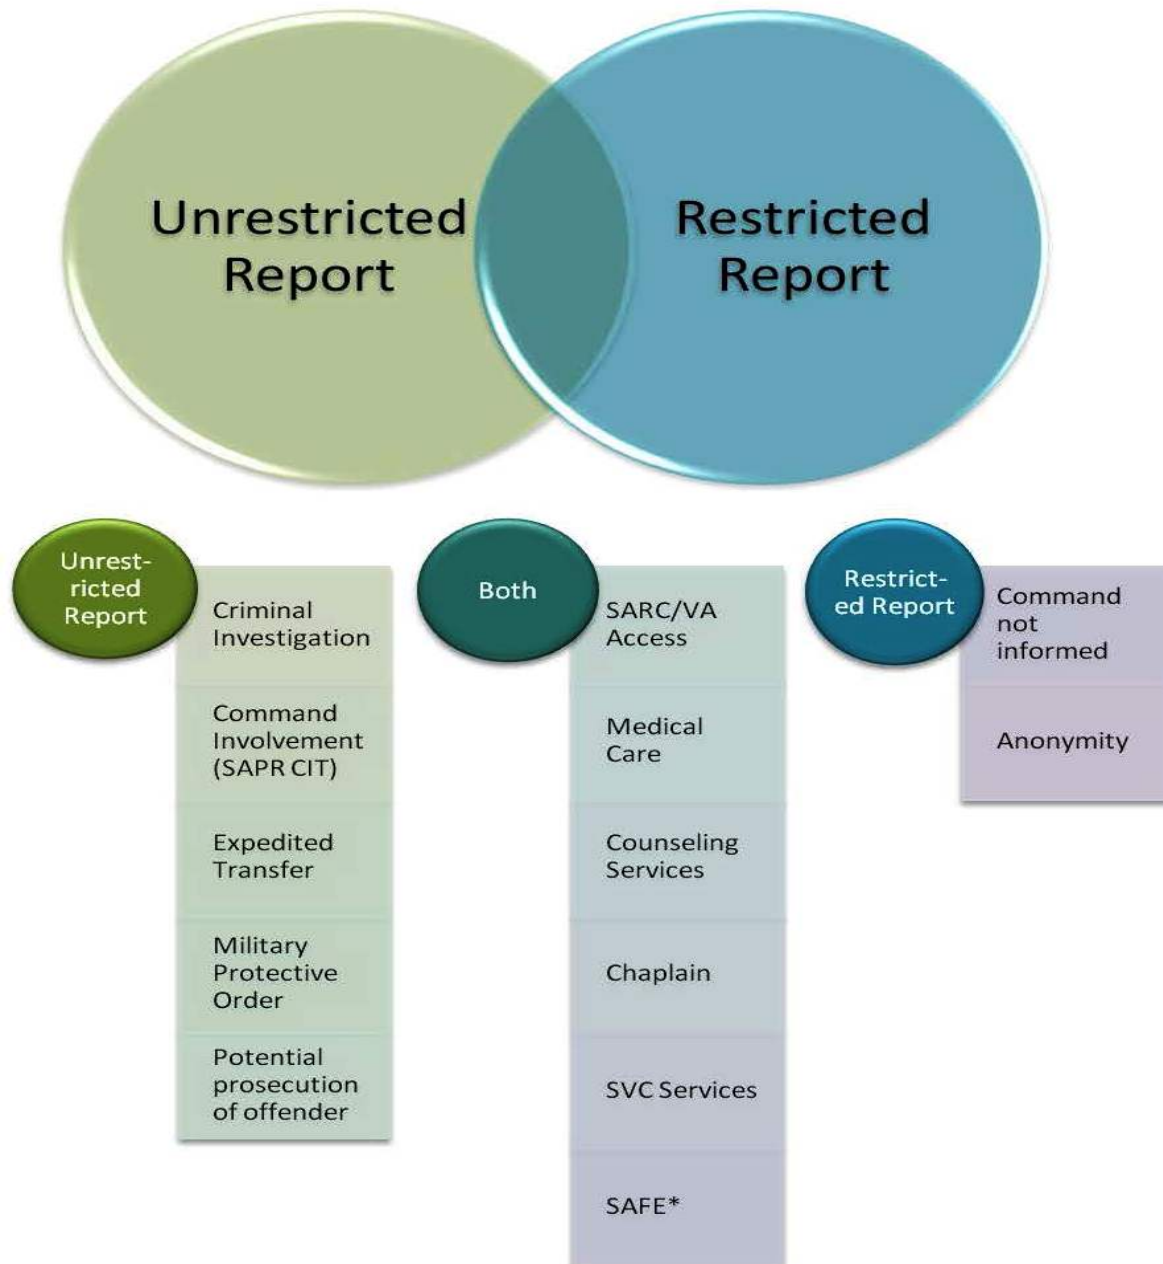 Unrestricted
Report
Restricted
Report
Unrest-
ricted
Report
Criminal
Investigation
Command
Involvement
(SAPR CIT)
Expedited
Transfer
Military
Protective
Order
Potential
prosecution
of offender
Both
SARC/VA
Access
Medical
Care
Counseling
Services
Chaplain
SVC Services
SAFE*
Restrict-
ed Report
Command
not
informed
Anonymity